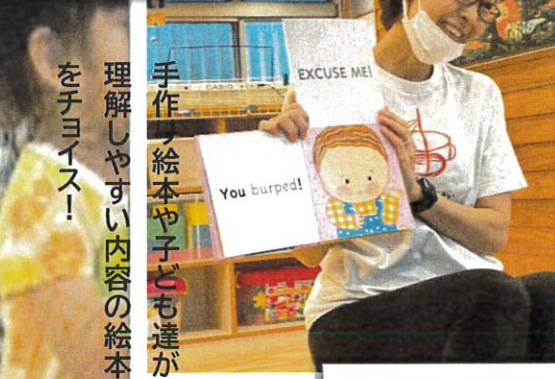 手作り絵本や子ども達が
理解しやすい内容の絵本
をチョイス！
CASIO
EXCUSE ME!
You burped!